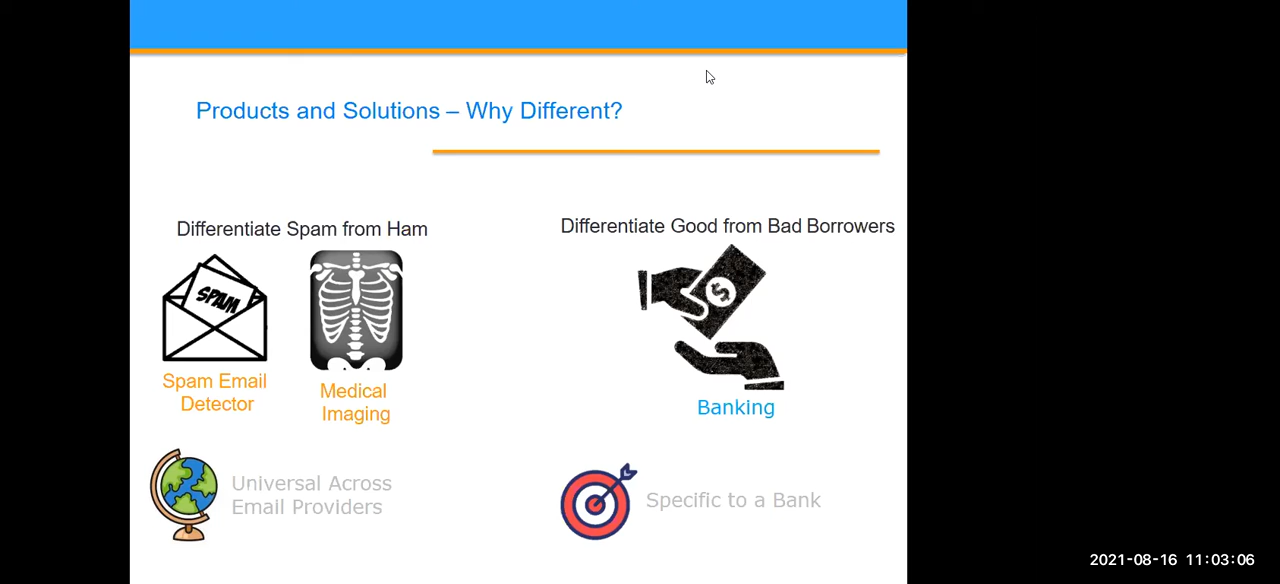 Products and Solutions – Why Different?
Differentiate Spam from Ham
SPAM
Spam Email
Detector
Medical
Imaging
Universal Across
Email Providers
Differentiate Good from Bad Borrowers
$
Banking
Specific to a Bank
2021-08-16 11:03:06